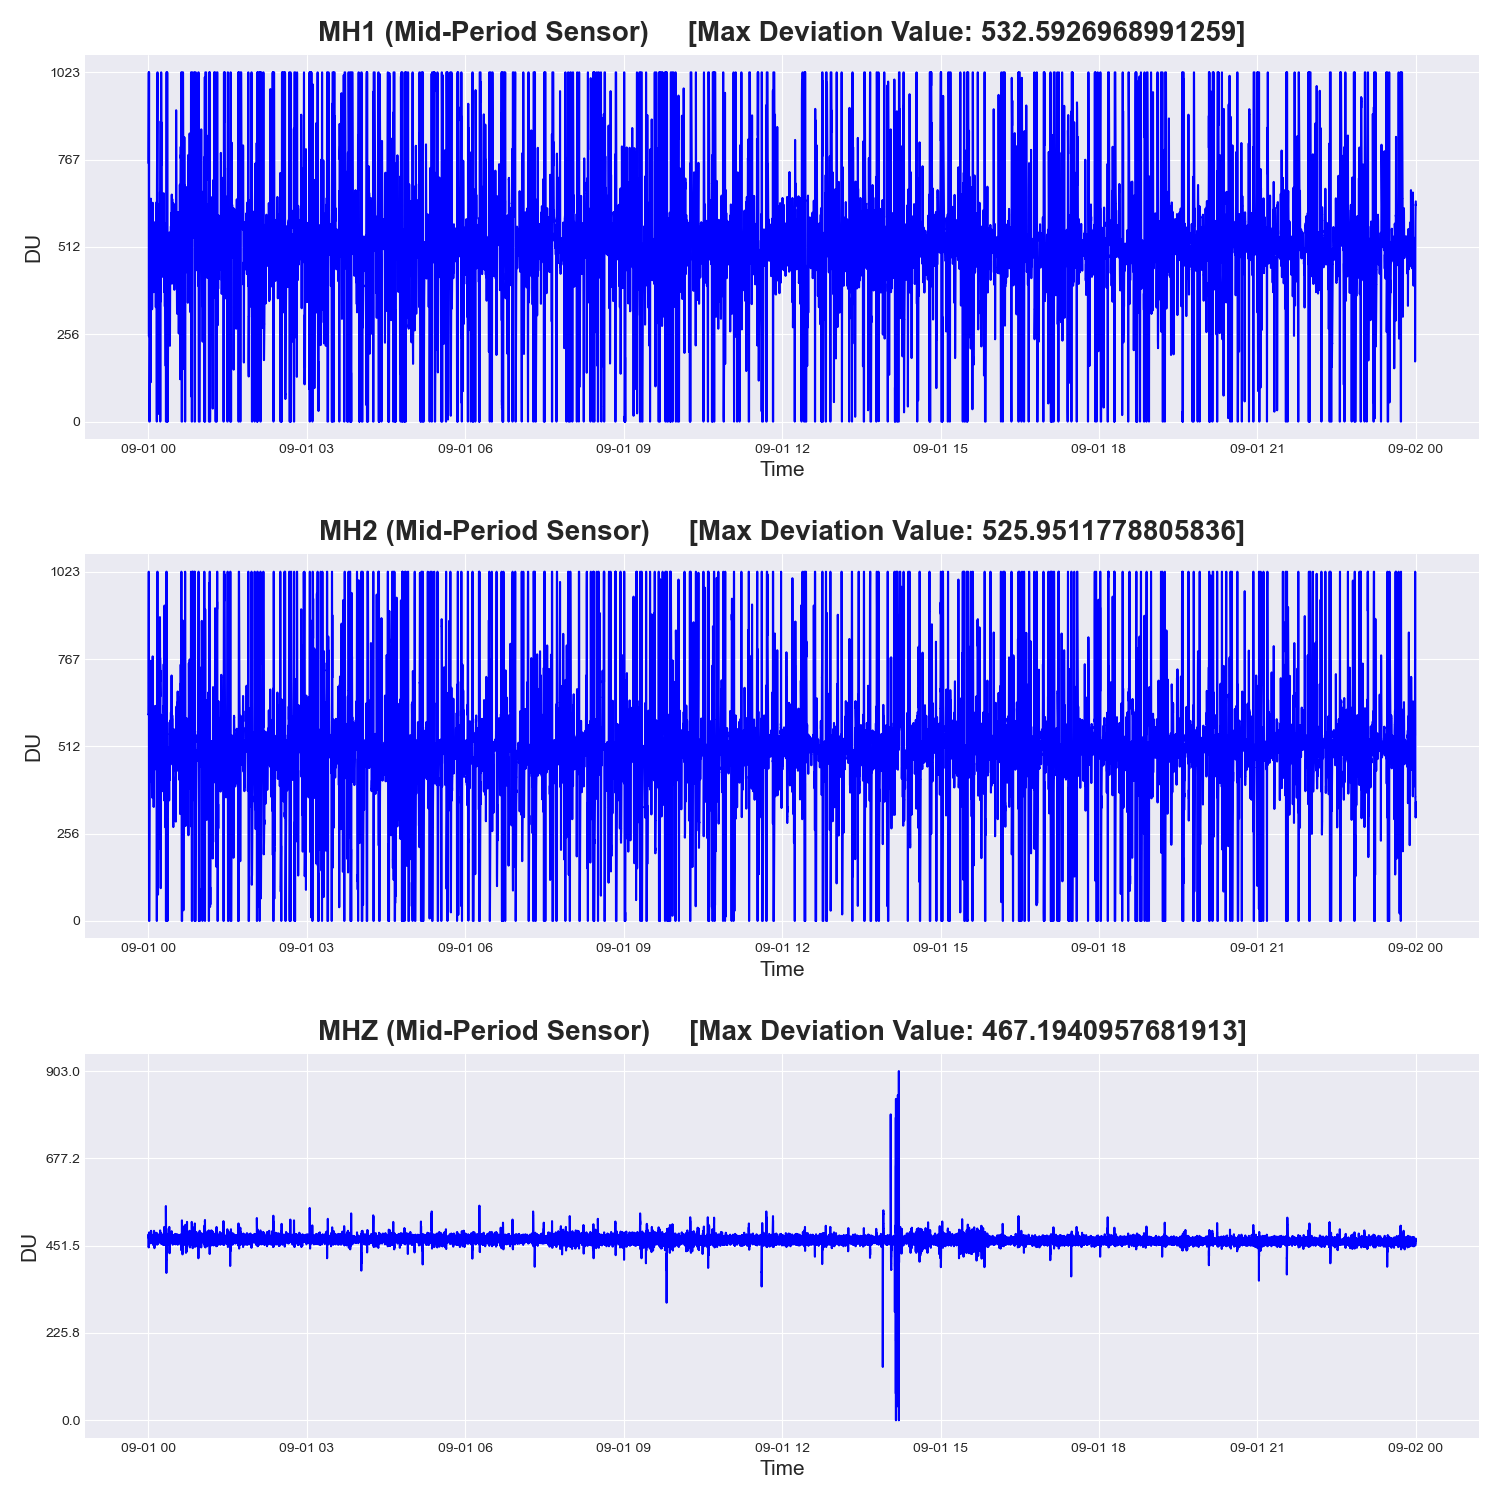 MH1 (Mid-Period Sensor) [Max Deviation Value: 532.5926968991259]
1023
767
512
256
0
DU
09-01 00 09-01 03 09-01 06 09-01 09 09-01 12 09-01 15 09-01 18 09-01 21 09-02 00
Time
MH2 (Mid-Period Sensor) [Max Deviation Value: 525.9511778805836]
1023
767
512
256
0
DU
09-01 00 09-01 03 09-01 06 09-01 09 09-01 12 09-01 15 09-01 18 09-01 21 09-02 00
Time
MHZ (Mid-Period Sensor) [Max Deviation Value: 467.1940957681913]
903.0
677.2
451.5
225.8
0.0
DU
09-01 00 09-01 03 09-01 06 09-01 09 09-01 12 09-01 15 09-01 18 09-01 21 09-02 00
Time